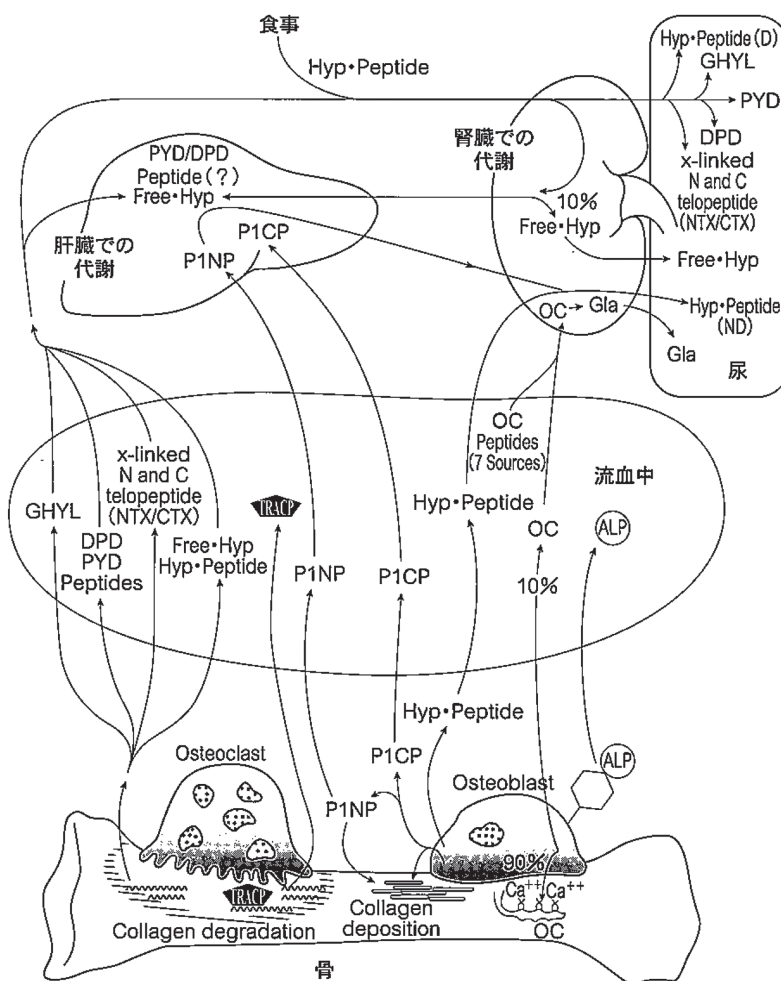 食事
Hyp・Peptide
Hyp・Peptide(D)
GHYL
PYD
DPD
x-linked
N and C
telopeptide
(NTX/CTX)
Free・Hyp
Hyp・Peptide
(ND)
Gla
尿
腎臓での
代謝
10%
Free・Hyp
OC
Gla
PYD/DPD
Peptide(?)
Free・Hyp
P1CP
P1NP
肝臓での
代謝
OC
Peptides
(7 Sources)
流血中
GHYL
DPD
PYD
Peptides
x-linked
N and C
telopeptide
(NTX/CTX)
Free・Hyp
Hyp・Peptide
TRACP
P1NP
P1CP
Hyp・Peptide
OC
10%
ALP
Hyp・Peptide
P1CP
P1NP
Osteoclast
Osteoblast
ALP
90%
Ca++ Ca++
OC
TRACP
Collagen degradation
Collagen
deposition
骨